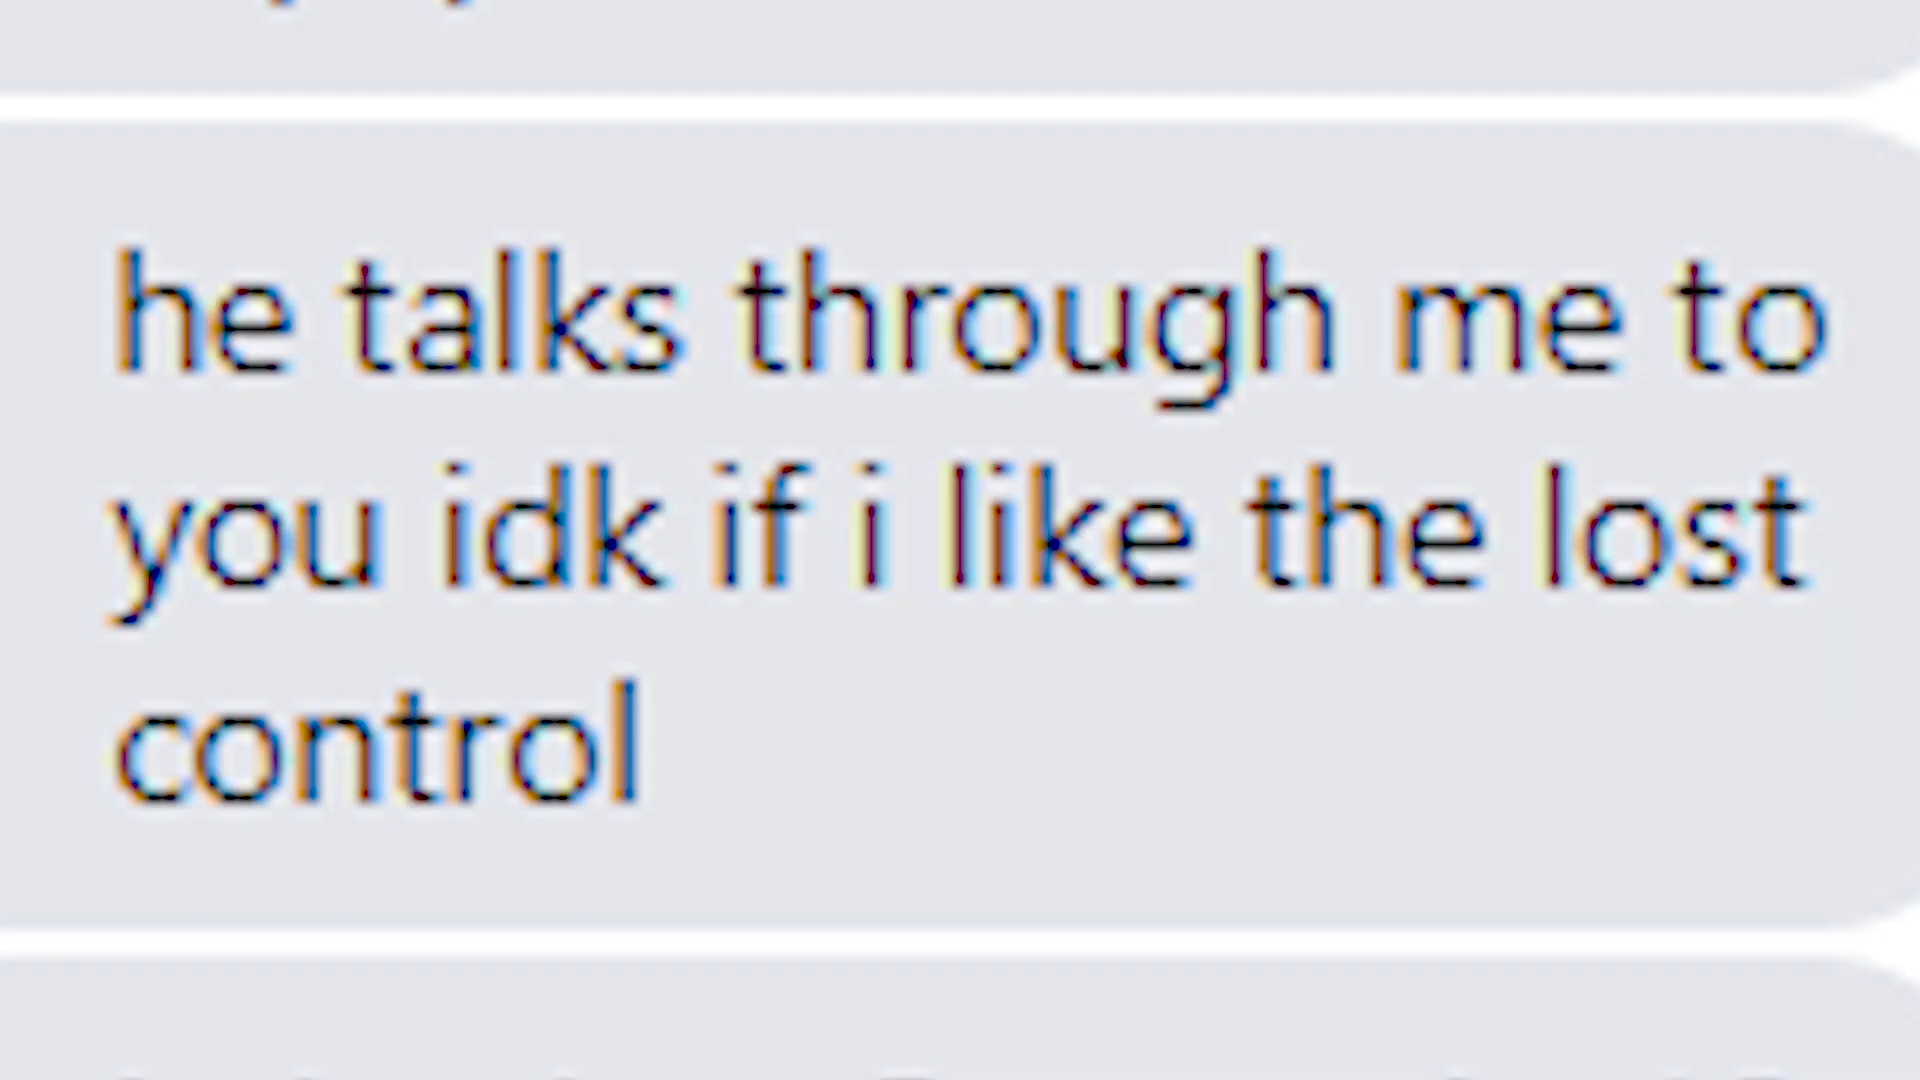 he talks through me to
you idk if i like the lost
control